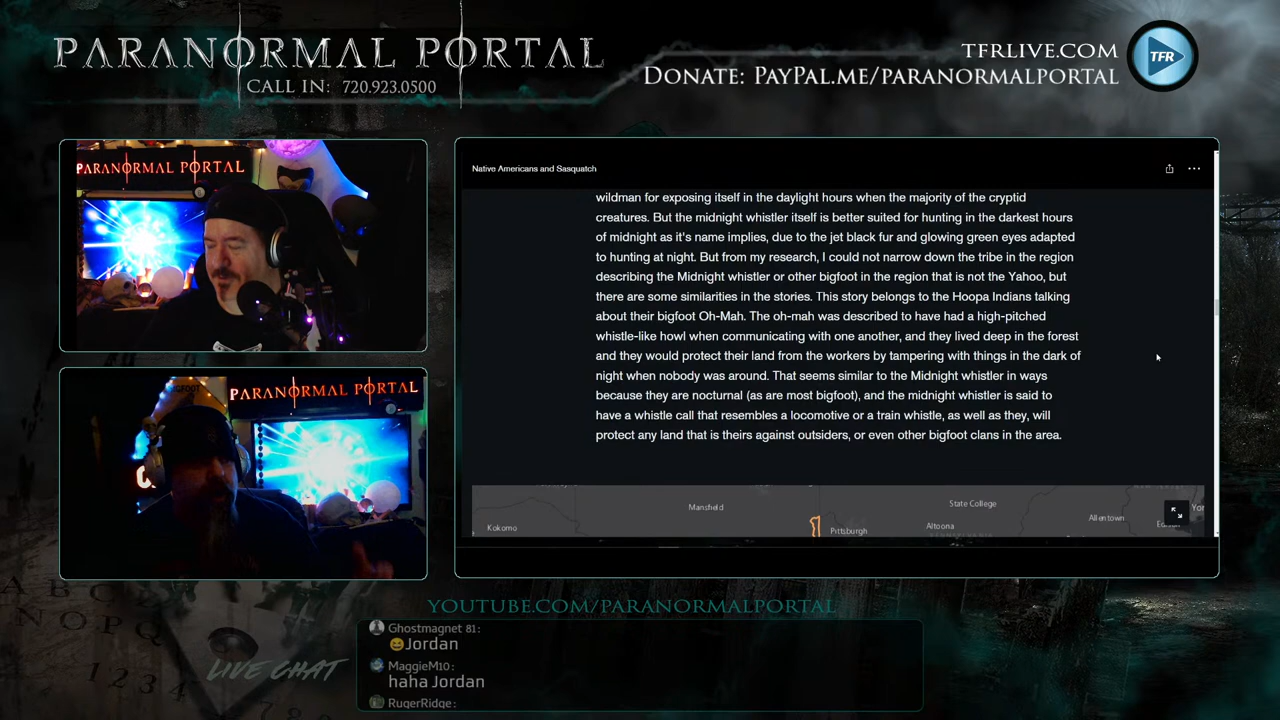 PARANORMAL PORTAL
CALL IN: 720.923.0500
TFRLIVE.COM
DONATE: PAYPAL.ME/PARANORMALPORTAL
TFR
PARANORMAL PORTAL
PARANORMAL PORTAL
Native Americans and Sasquatch
wildman for exposing itself in the daylight hours when the majority of the cryptid
creatures. But the midnight whistler itself is better suited for hunting in the darkest hours
of midnight as it's name implies, due to the jet black fur and glowing green eyes adapted
to hunting at night. But from my research, I could not narrow down the tribe in the region
describing the Midnight whistler or other bigfoot in the region that is not the Yahoo, but
there are some similarities in the stories. This story belongs to the Hoopa Indians talking
about their bigfoot Oh-Mah. The oh-mah was described to have had a high-pitched
whistle-like howl when communicating with one another, and they lived deep in the forest
and they would protect their land from the workers by tampering with things in the dark of
night when nobody was around. That seems similar to the Midnight whistler in ways
because they are nocturnal (as are most bigfoot), and the midnight whistler is said to
have a whistle call that resembles a locomotive or a train whistle, as well as they, will
protect any land that is theirs against outsiders, or even other bigfoot clans in the area.
Kokomo
Mansfield
Pittsburgh
State College
Altoona
Allentown
YOUTUBE.COM/PARANORMALPORTAL
A B C
N O P Q
1 2 3 4
LIVE CHAT
Ghostmagnet 81:
Jordan
MaggieM10:
haha Jordan
RugerRidge: